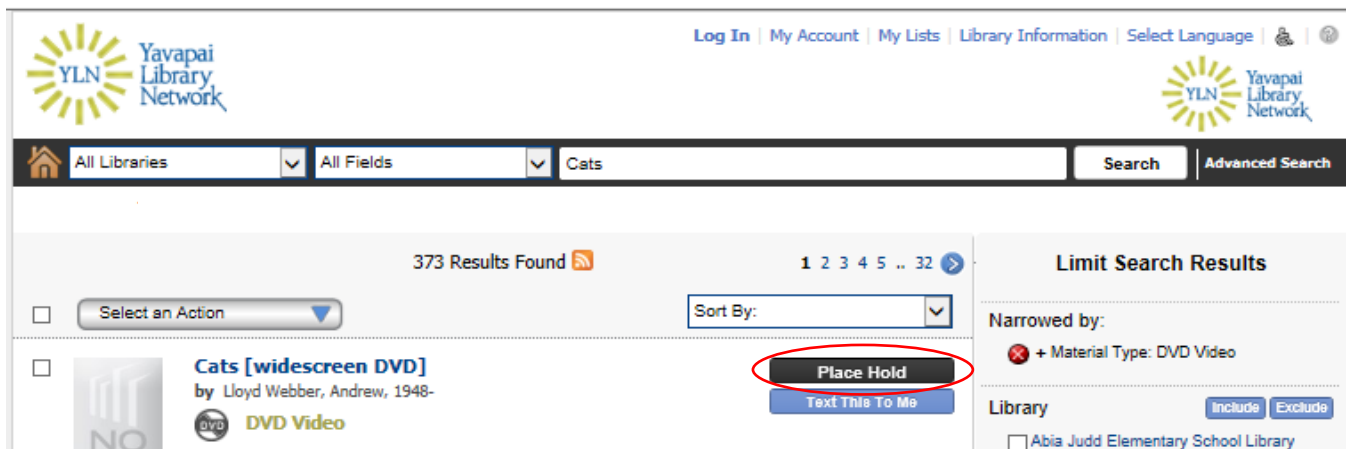 YLN Yavapai Library Network
Log In | My Account | My Lists | Library Information | Select Language
YLN Yavapai Library Network
All Libraries All Fields Cats Search Advanced Search
373 Results Found 1 2 3 4 5 .. 32
Limit Search Results
Select an Action Sort By:
Narrowed by:
+ Material Type: DVD Video
Cats [widescreen DVD] Place Hold
by Lloyd Webber, Andrew, 1948- Text This To Me
DVD DVD Video
NO
Library Include Exclude
Abia Judd Elementary School Library